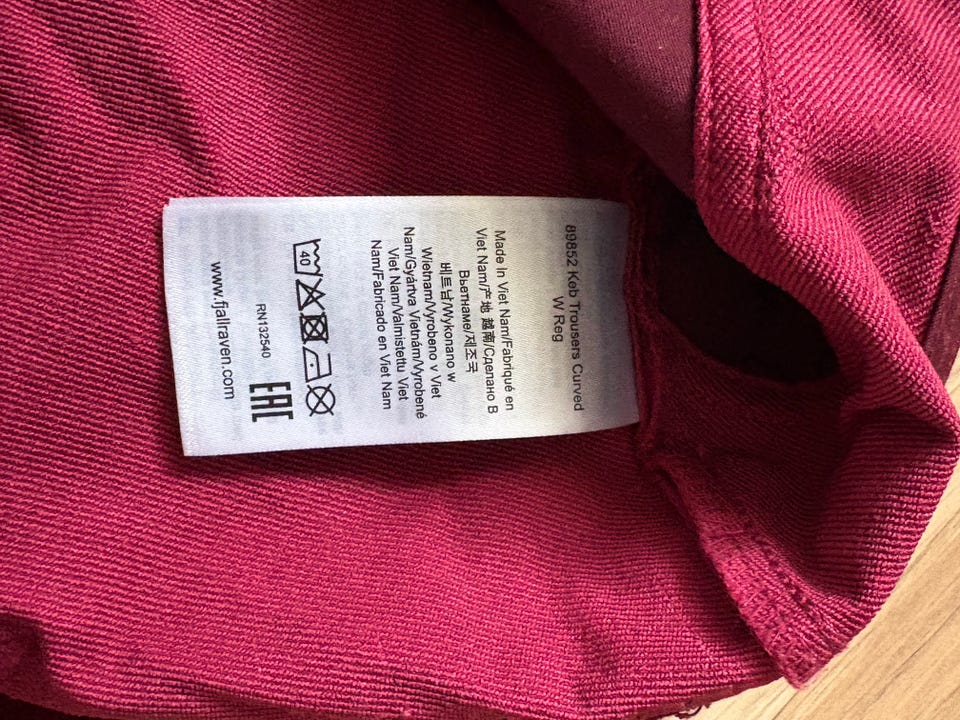 89852 Keb Trousers Curved
W Reg
Made in Viet Nam/Fabriqué en
Viet Nam/产地 越南/Сделано В
Вьетнаме/제조국
베트남/Wykonano w
Wietnam/Vyrobeno v Viet
Nam/Gyártva Vietnám/Vyrobené
Viet Nam/Valmistettu Viet
Nam/Fabricado en Viet Nam
40
RN132540
EAC
www.fjallraven.com